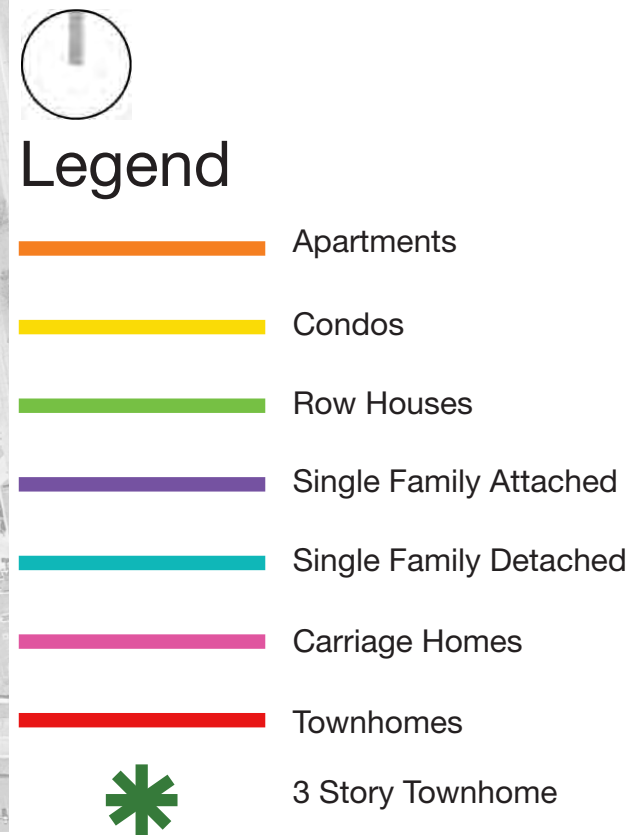 Legend
Apartments
Condos
Row Houses
Single Family Attached
Single Family Detached
Carriage Homes
Townhomes
3 Story Townhome